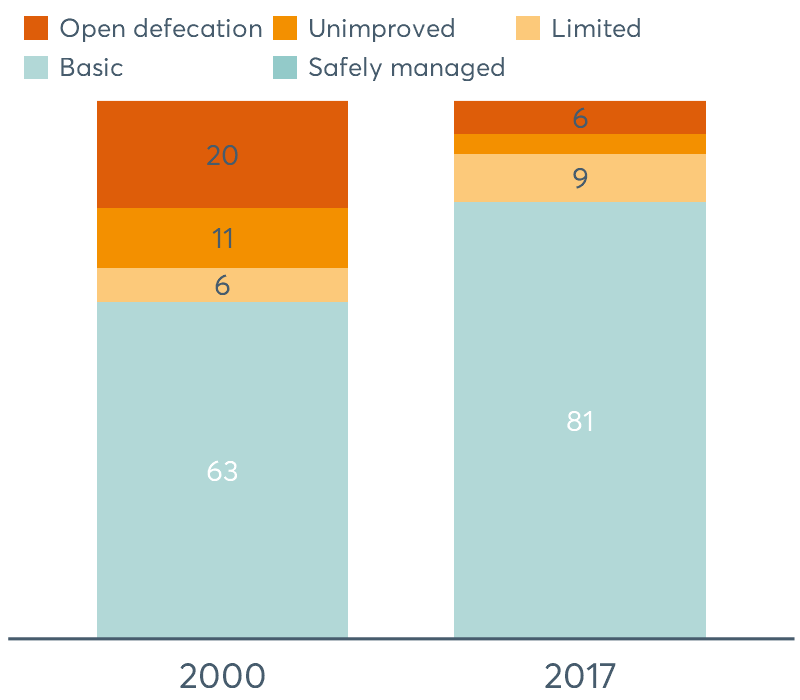 Open defecation Unimproved Limited
Basic Safely managed
20 6
11 9
6
63 81
2000 2017